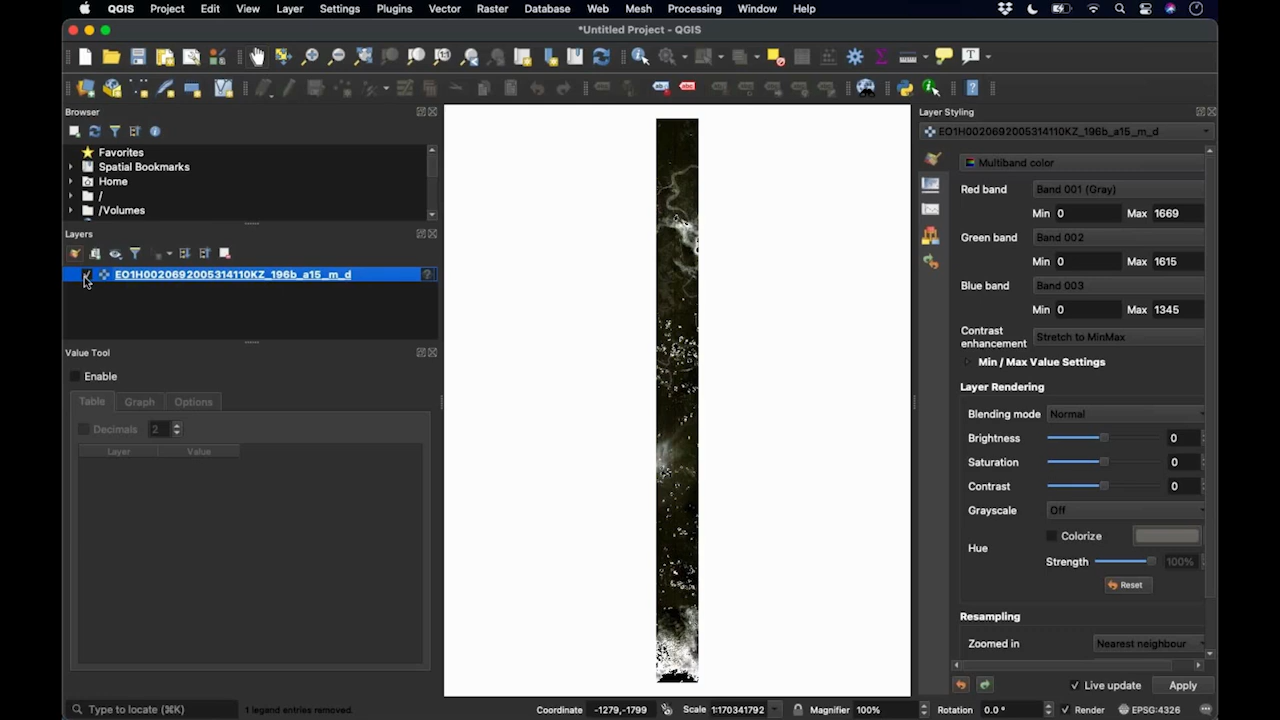 QGIS Project Edit View Layer Settings Plugins Vector Raster Database Web Mesh Processing Window Help
*Untitled Project - QGIS
Browser
Favorites
Spatial Bookmarks
Home
/
/Volumes
Layers
EO1H0020692005314110KZ_196b_a15_m_d
Value Tool
Enable
Table Graph Options
Decimals 2
Layer Value
Layer Styling
EO1H0020692005314110KZ_196b_a15_m_d
Multiband color
Red band Band 001 (Gray)
Min 0 Max 1669
Green band Band 002
Min 0 Max 1615
Blue band Band 003
Min 0 Max 1345
Contrast
enhancement Stretch to MinMax
Min / Max Value Settings
Layer Rendering
Blending mode Normal
Brightness 0
Saturation 0
Contrast 0
Grayscale Off
Hue Colorize
Strength 100%
Reset
Resampling
Zoomed in Nearest neighbour
Live update Apply
Type to locate (⌘K) 1 legend entries removed. Coordinate -1279,-1799 Scale 1:170341792 Magnifier 100% Rotation 0.0 ° Render EPSG:4326